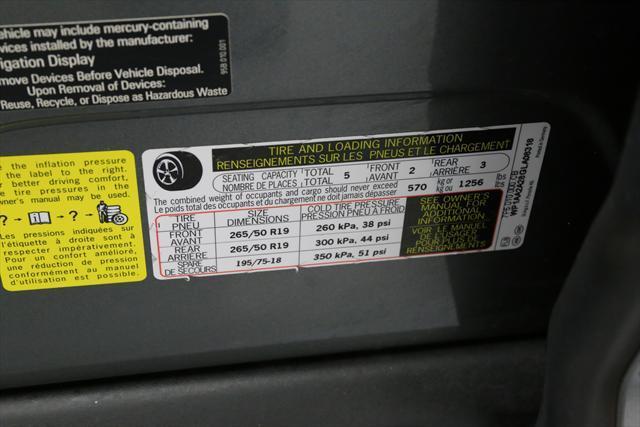 vehicle may include mercury-containing
devices installed by the manufacturer:
igation Display
move Devices Before Vehicle Disposal.
Upon Removal of Devices:
Reuse, Recycle, or Dispose as Hazardous Waste
958 010 001
the inflation pressure
the label to the right.
better driving comfort,
tire pressures in the
owner's manual may be used.
? → i → ? →
Les pressions indiquées sur
l'étiquette à droite sont à
respecter impérativement
Pour un confort amélioré,
une réduction de pression
conformément au manuel
d'utilisation est possible.
TIRE AND LOADING INFORMATION
RENSEIGNEMENTS SUR LES PNEUS ET LE CHARGEMENT
SEATING CAPACITY TOTAL 5 FRONT 2 REAR 3
NOMBRE DE PLACES TOTAL AVANT ARRIÈRE
The combined weight of occupants and cargo should never exceed 570 kg or 1256 lbs
Le poids total des occupants et du chargement ne doit jamais dépasser kg ou lbs
TIRE SIZE COLD TIRE PRESSURE
PNEU DIMENSIONS PRESSION PNEU À FROID
FRONT 265/50 R19 260 kPa, 38 psi
AVANT
REAR 265/50 R19 300 kPa, 44 psi
ARRIÈRE
SPARE 195/75-18 350 kPa, 51 psi
DE SECOURS
SEE OWNER'S
MANUAL FOR
ADDITIONAL
INFORMATION
VOIR LE MANUEL
DE L'USAGER
POUR PLUS DE
RENSEIGNEMENTS